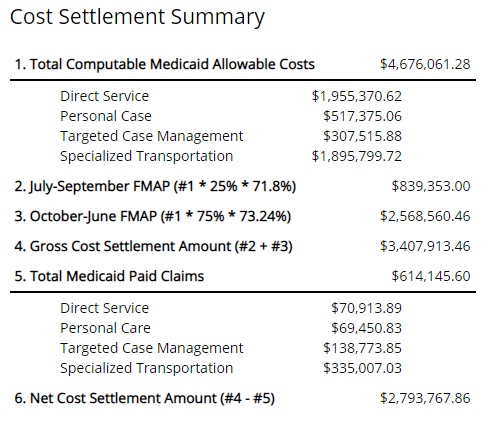 Cost Settlement Summary
1. Total Computable Medicaid Allowable Costs $4,676,061.28
Direct Service $1,955,370.62
Personal Case $517,375.06
Targeted Case Management $307,515.88
Specialized Transportation $1,895,799.72
2. July-September FMAP (#1 * 25% * 71.8%) $839,353.00
3. October-June FMAP (#1 * 75% * 73.24%) $2,568,560.46
4. Gross Cost Settlement Amount (#2 + #3) $3,407,913.46
5. Total Medicaid Paid Claims $614,145.60
Direct Service $70,913.89
Personal Care $69,450.83
Targeted Case Management $138,773.85
Specialized Transportation $335,007.03
6. Net Cost Settlement Amount (#4 - #5) $2,793,767.86